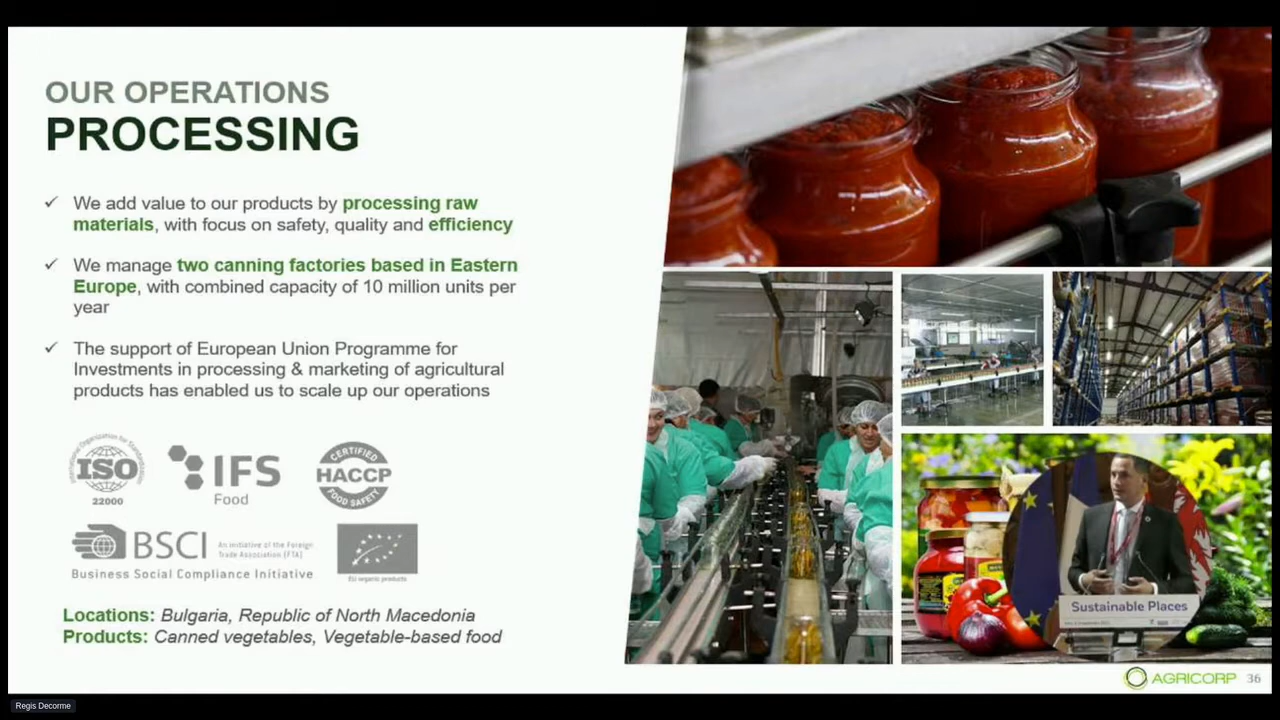 OUR OPERATIONS
PROCESSING
✓ We add value to our products by processing raw
materials, with focus on safety, quality and efficiency
✓ We manage two canning factories based in Eastern
Europe, with combined capacity of 10 million units per
year
✓ The support of European Union Programme for
Investments in processing & marketing of agricultural
products has enabled us to scale up our operations
International Organization for Standardization
ISO
22000
IFS
Food
CERTIFIED
HACCP
FOOD SAFETY
BSCI
An initiative of the Foreign
Trade Association (FTA)
Business Social Compliance Initiative
EU organic products
Locations: Bulgaria, Republic of North Macedonia
Products: Canned vegetables, Vegetable-based food
Sustainable Places
AGRICORP 36
Regis Decorme